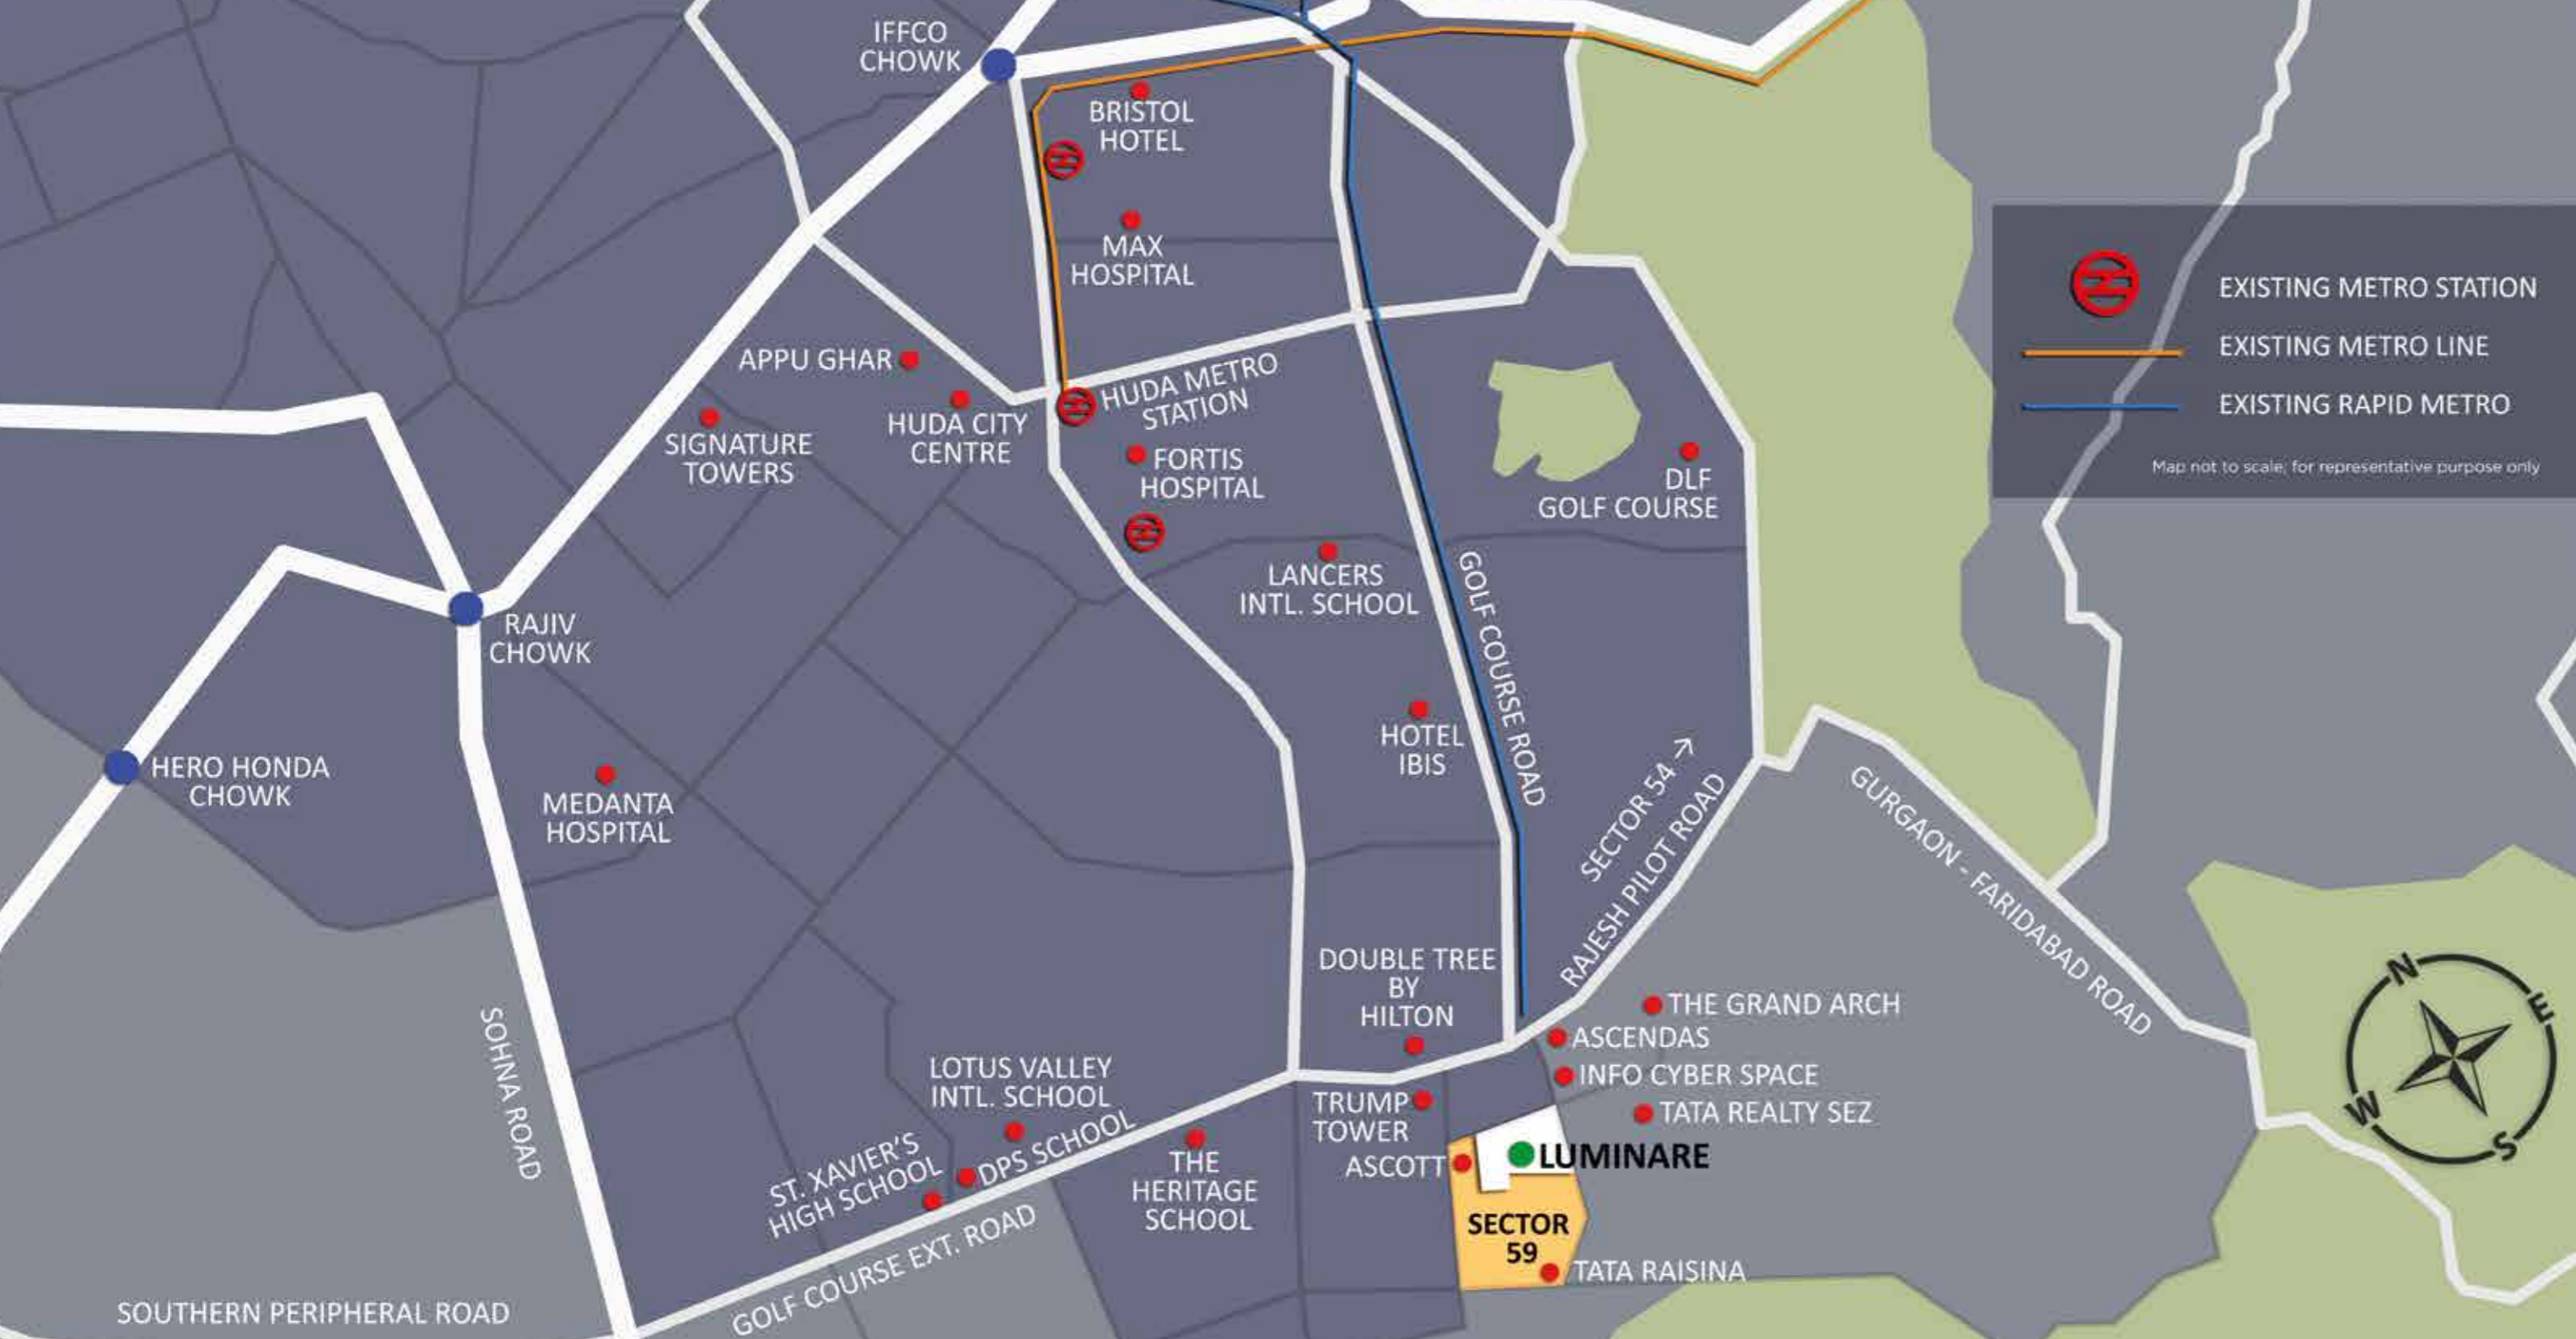 IFFCO
CHOWK
BRISTOL
HOTEL
MAX
HOSPITAL
EXISTING METRO STATION
EXISTING METRO LINE
EXISTING RAPID METRO
Map not to scale; for representative purpose only
APPU GHAR
HUDA METRO
STATION
SIGNATURE
TOWERS
HUDA CITY
CENTRE
FORTIS
HOSPITAL
DLF
GOLF COURSE
LANCERS
INTL. SCHOOL
GOLF COURSE ROAD
RAJIV
CHOWK
HOTEL
IBIS
HERO HONDA
CHOWK
MEDANTA
HOSPITAL
SECTOR 54 →
RAJESH PILOT ROAD
GURGAON - FARIDABAD ROAD
DOUBLE TREE
BY
HILTON
THE GRAND ARCH
ASCENDAS
INFO CYBER SPACE
TATA REALTY SEZ
N
E
W
S
SOHNA ROAD
LOTUS VALLEY
INTL. SCHOOL
ST. XAVIER'S
HIGH SCHOOL
DPS SCHOOL
THE
HERITAGE
SCHOOL
TRUMP
TOWER
ASCOTT
LUMINARE
SECTOR
59
TATA RAISINA
GOLF COURSE EXT. ROAD
SOUTHERN PERIPHERAL ROAD